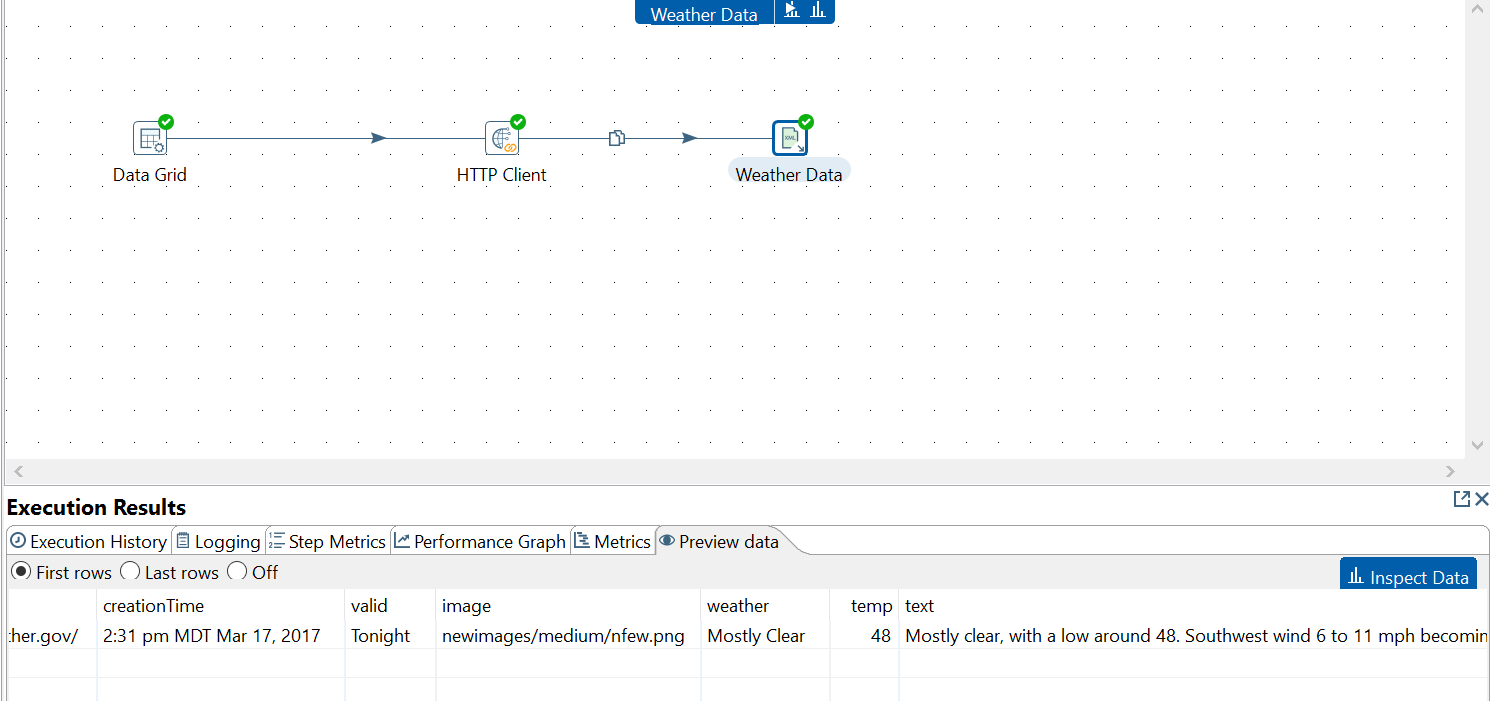 Weather Data
Data Grid
HTTP Client
XML
Weather Data
Execution Results
Execution History Logging Step Metrics Performance Graph Metrics Preview data
First rows Last rows Off
Inspect Data
creationTime valid image weather temp text
her.gov/ 2:31 pm MDT Mar 17, 2017 Tonight newimages/medium/nfew.png Mostly Clear 48 Mostly clear, with a low around 48. Southwest wind 6 to 11 mph becomin